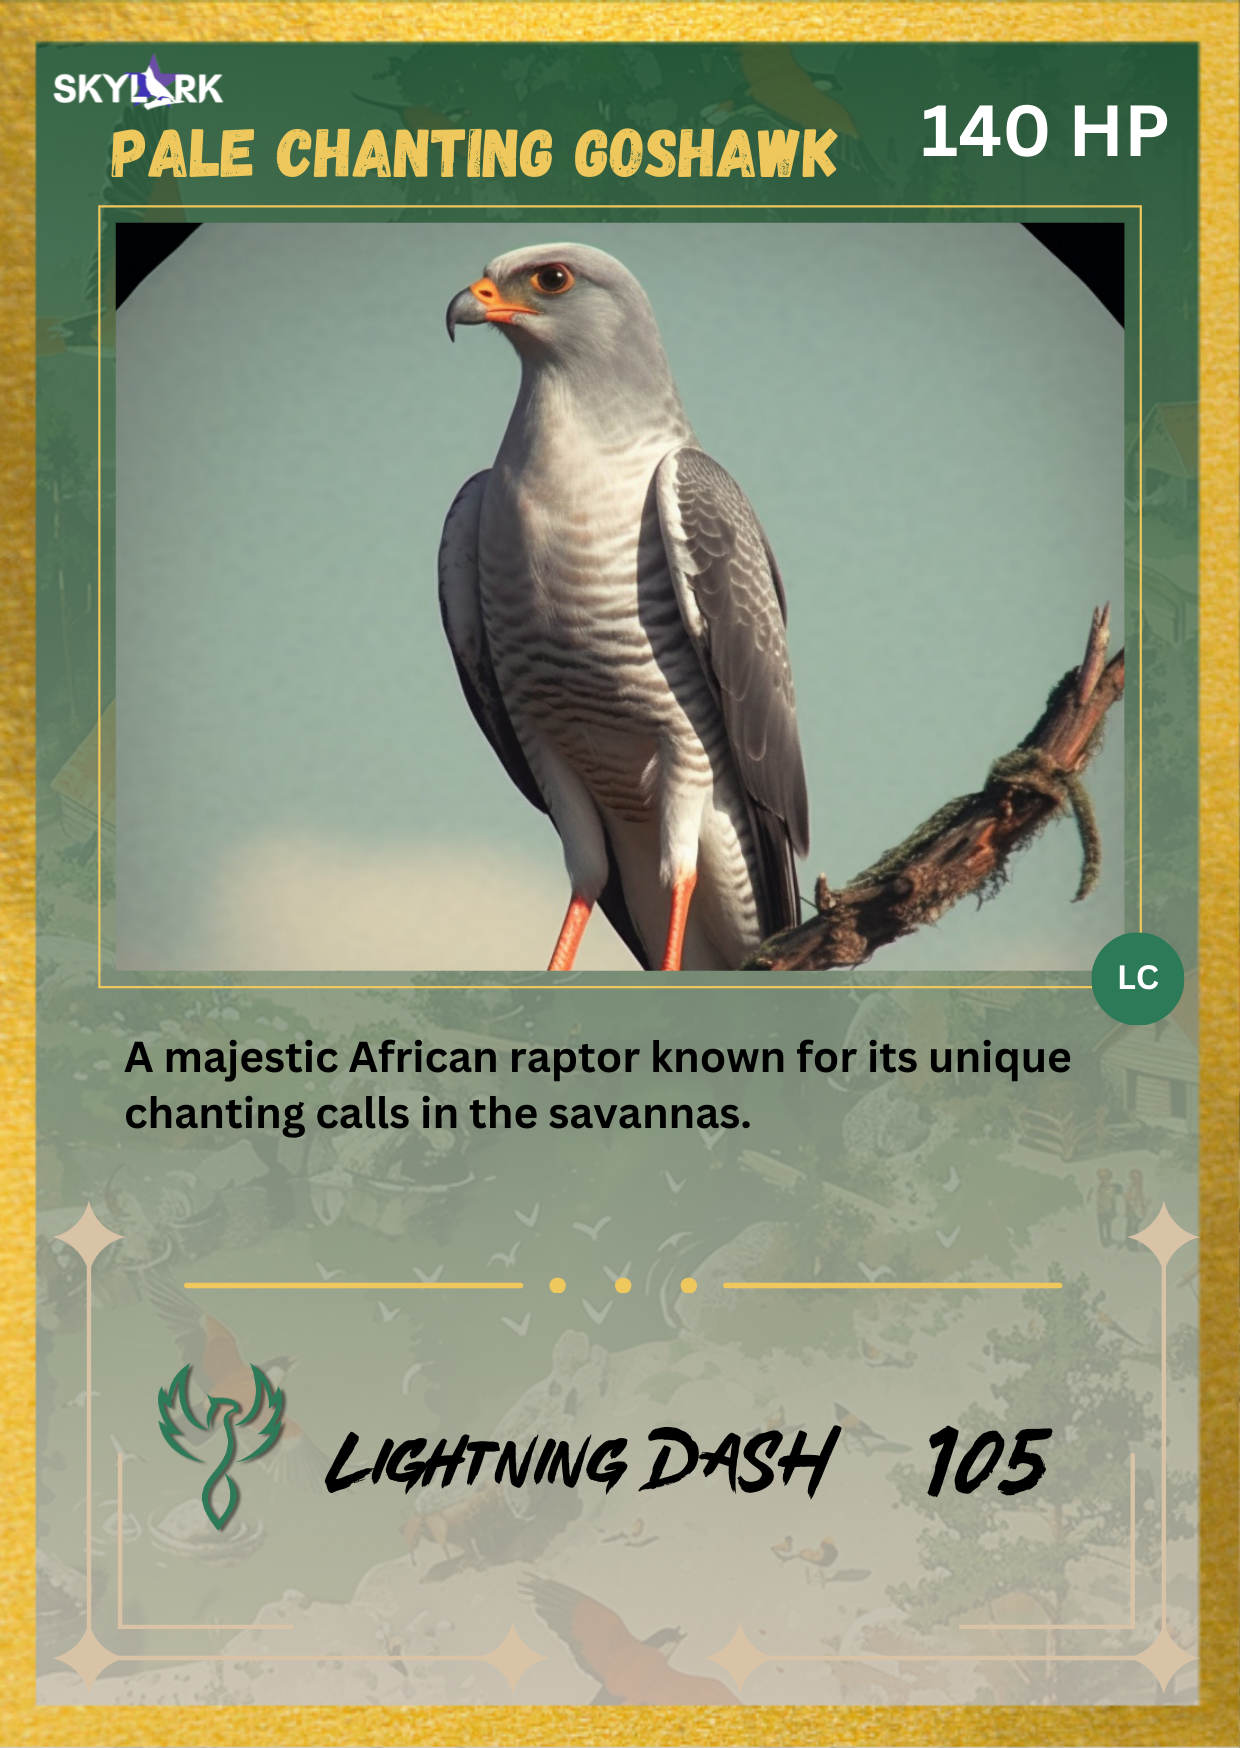 SKYLARK
PALE CHANTING GOSHAWK
140 HP
LC
A majestic African raptor known for its unique
chanting calls in the savannas.
LIGHTNING DASH 105